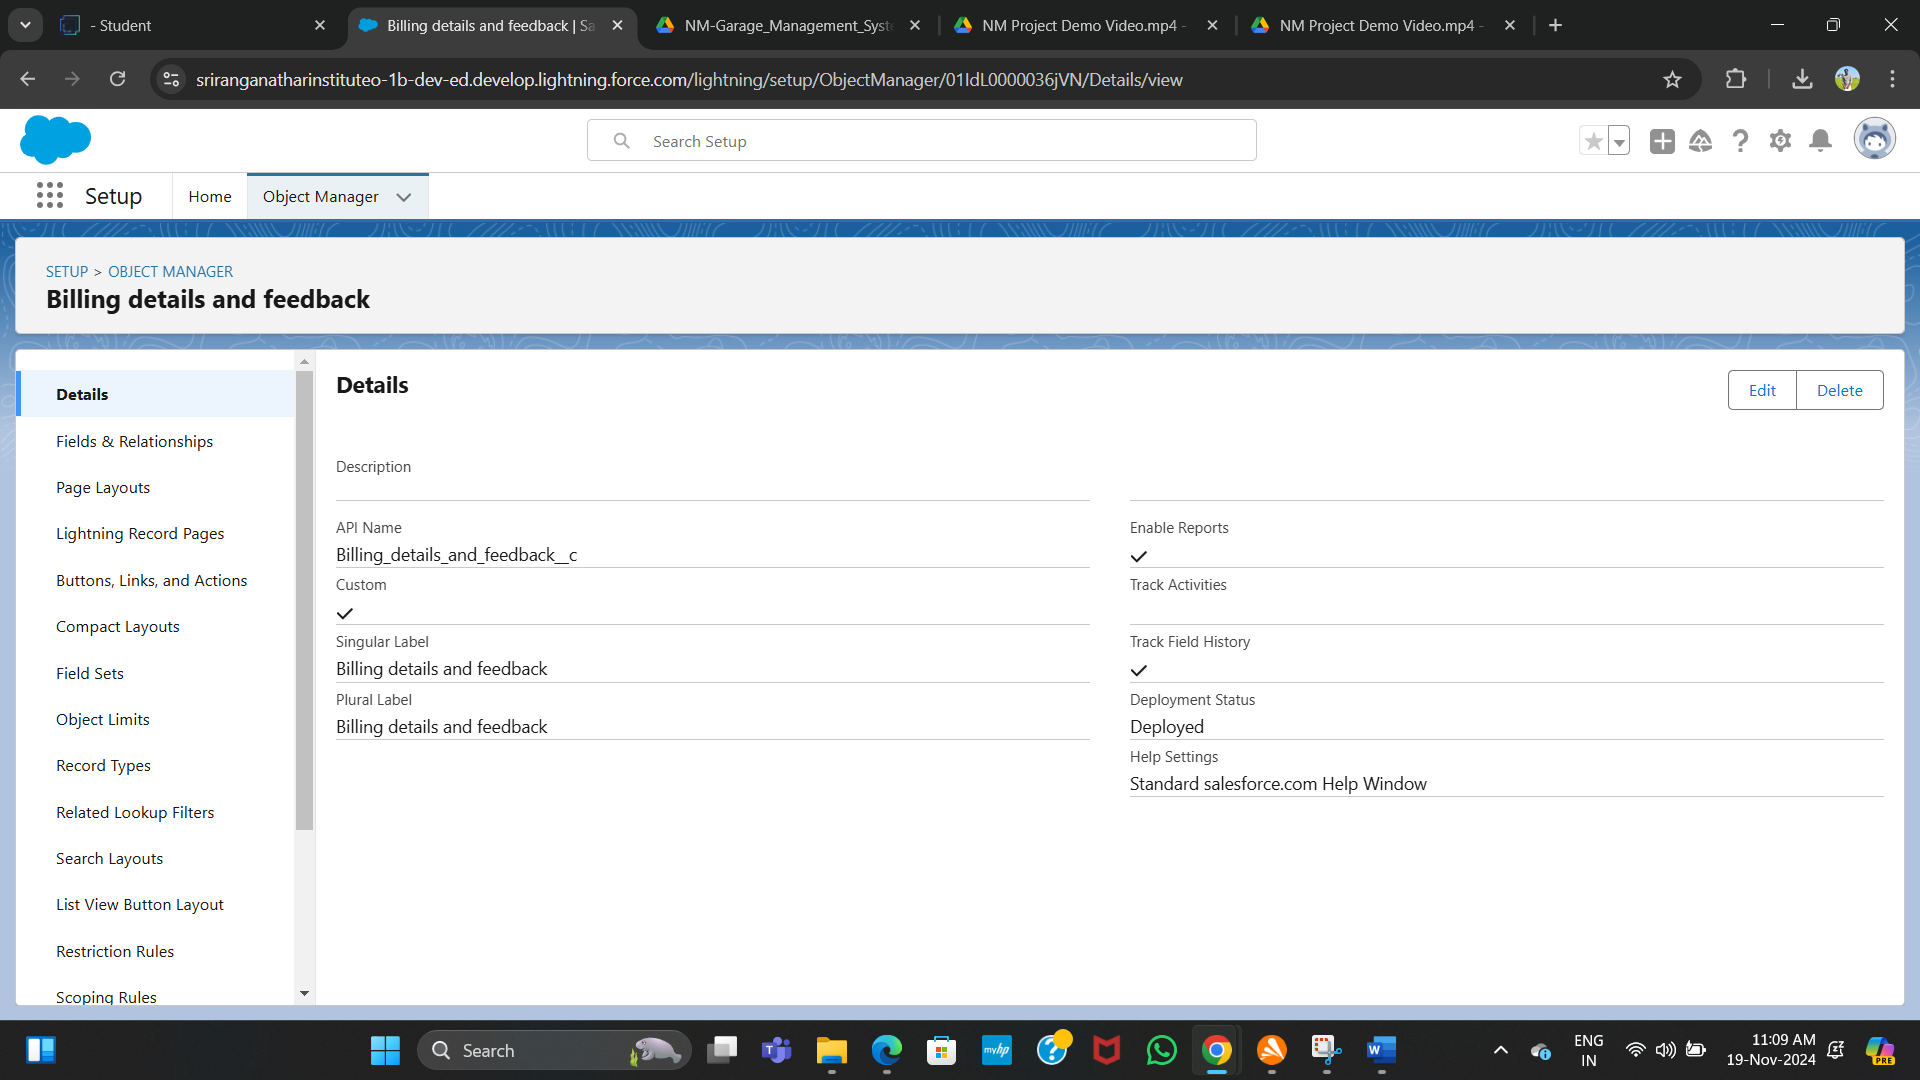 - Student
Billing details and feedback | Sa
NM-Garage_Management_Syste
NM Project Demo Video.mp4 -
NM Project Demo Video.mp4 -
sriranganatharinstituteo-1b-dev-ed.develop.lightning.force.com/lightning/setup/ObjectManager/01IdL0000036jVN/Details/view
Search Setup
Setup
Home
Object Manager
SETUP > OBJECT MANAGER
Billing details and feedback
Details
Fields & Relationships
Page Layouts
Lightning Record Pages
Buttons, Links, and Actions
Compact Layouts
Field Sets
Object Limits
Record Types
Related Lookup Filters
Search Layouts
List View Button Layout
Restriction Rules
Scoping Rules
Details
Edit
Delete
Description
API Name
Billing_details_and_feedback__c
Custom
Singular Label
Billing details and feedback
Plural Label
Billing details and feedback
Enable Reports
Track Activities
Track Field History
Deployment Status
Deployed
Help Settings
Standard salesforce.com Help Window
Search
myhp
ENG
IN
11:09 AM
19-Nov-2024
PRE